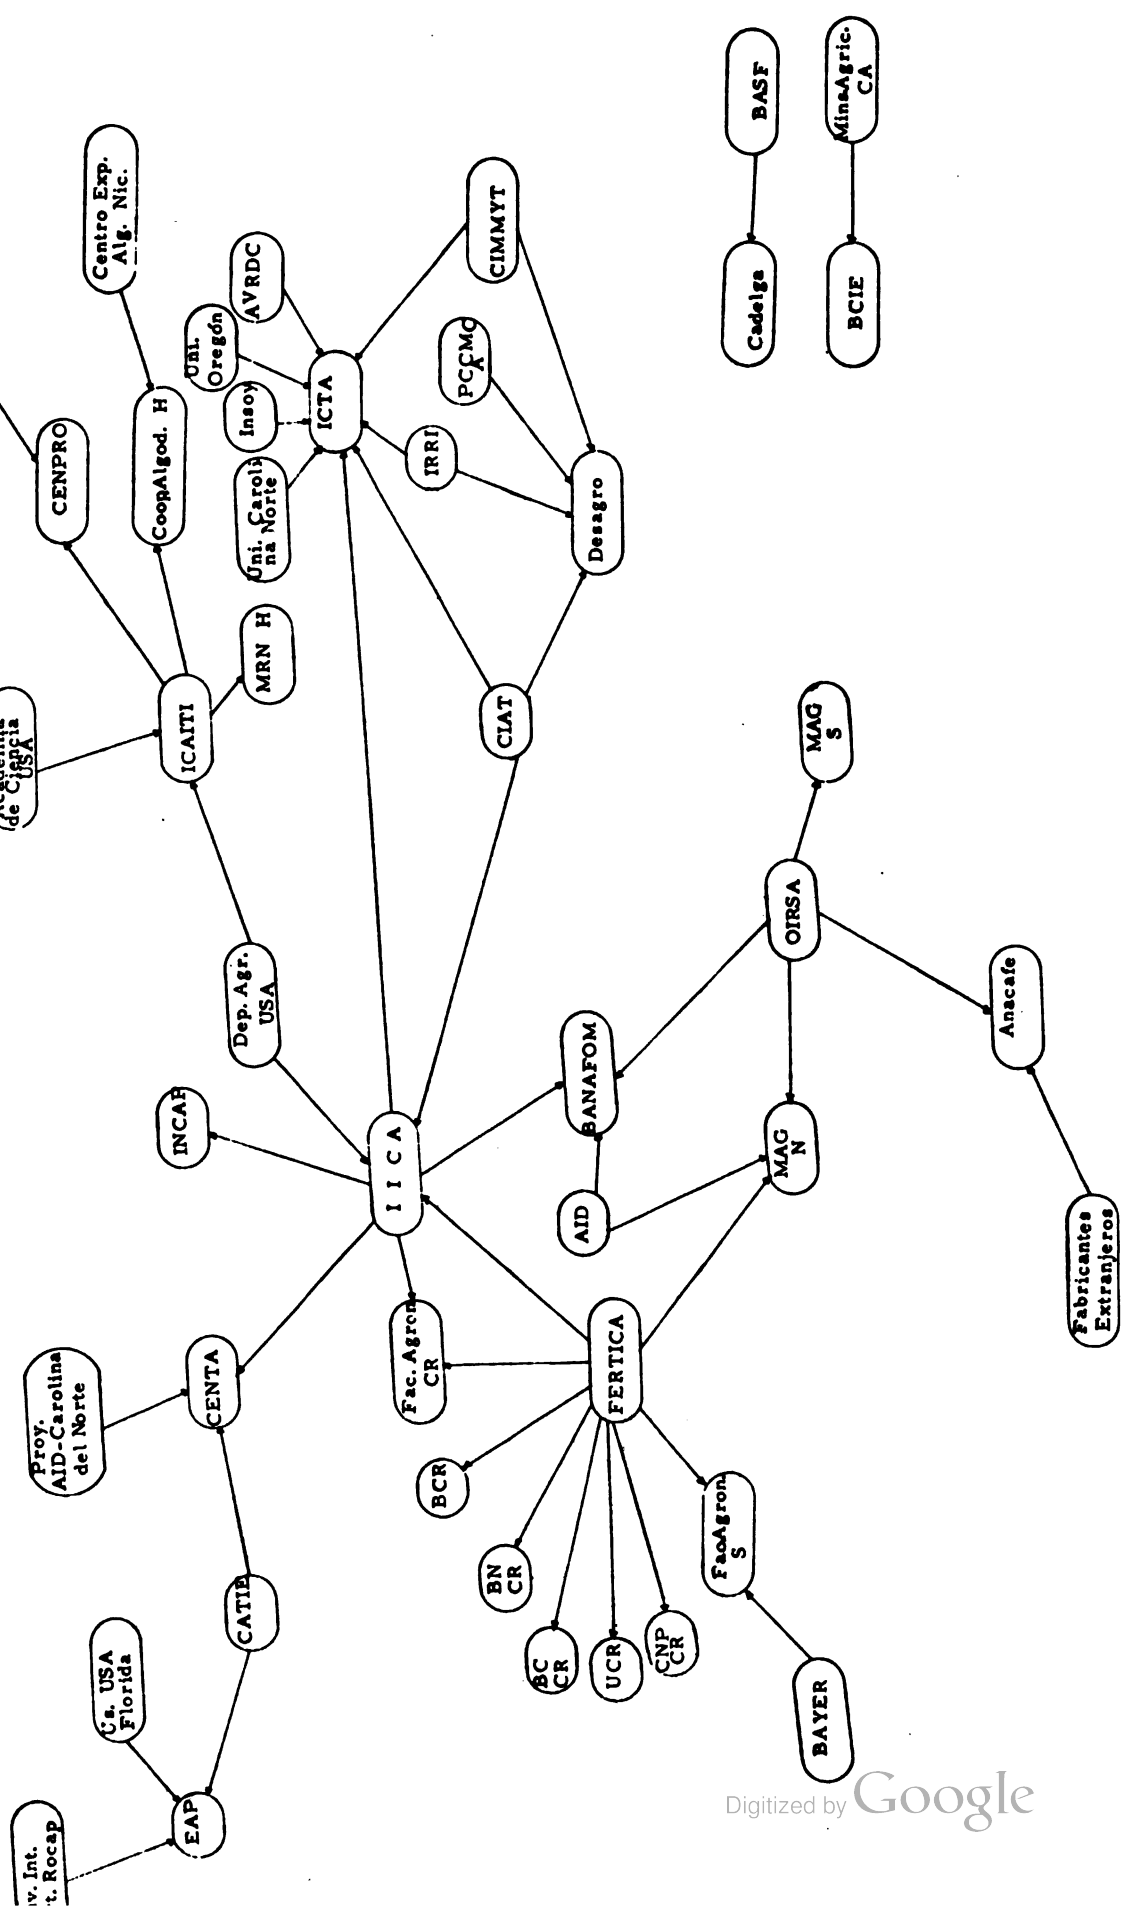 Centro Exp.
Alg. Nic.
CENPRO
CoopAlgod. H
AVRDC
Uni.
Oregón
Insoy
Uni. Caroli
na Norte
ICTA
CIMMYT
PCCMC
A
IRRI
Desagro
BASF
Cadelga
MinsAgric.
CA
BCIE
de Ciencia
USA
ICAITI
MRN H
CIAT
Dep. Agr.
USA
INCAP
I I C A
BANAFOM
AID
OIRSA
MAG
S
MAG
N
Anacafe
Fabricantes
Extranjeros
Proy.
AID-Carolina
del Norte
CENTA
Fac. Agron
CR
FERTICA
BCR
BN
CR
BC
CR
UCR
CNP
CR
FacAgron
S
BAYER
CATIE
Us. USA
Florida
EAP
v. Int.
t. Rocap
Digitized by Google